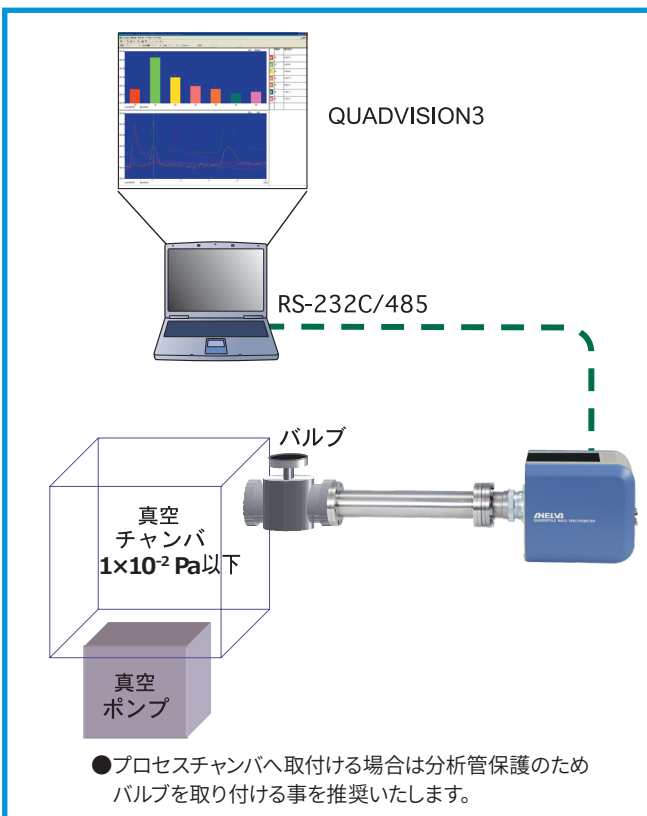 QUADVISION3
RS-232C/485
バルブ
真空
チャンバ
1×10⁻² Pa以下
ANELVA
QUADRUPOLE MASS SPECTROMETER
真空
ポンプ
●プロセスチャンバへ取付ける場合は分析管保護のため
バルブを取り付ける事を推奨いたします。